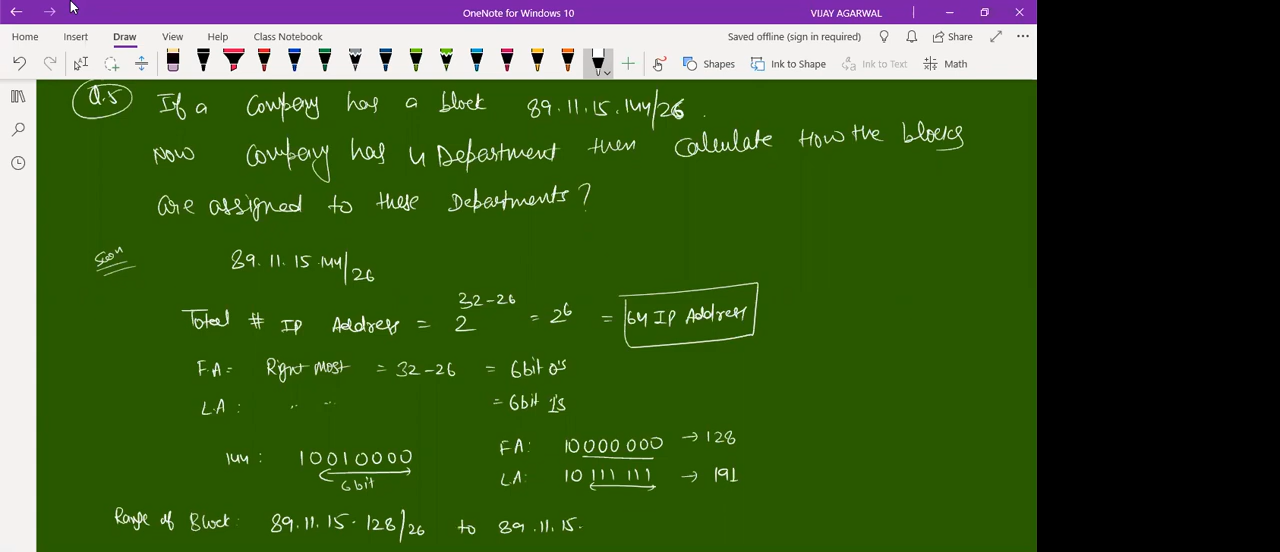 OneNote for Windows 10
VIJAY AGARWAL
Home Insert Draw View Help Class Notebook
Saved offline (sign in required) Share
Shapes Ink to Shape Ink to Text Math
Q.5 If a Company has a block 89.11.15.144/26.
Now Company has 4 Department then Calculate How the blocks
are assigned to these Departments?
Soln 89.11.15.144/26
Total # IP Address = 2^32-26 = 2^6 = 64 IP Address
F.A = Right Most = 32-26 = 6bit 0's
L.A : " " = 6bit 1's
144 : 10010000
6bit
FA: 10000000 → 128
LA: 10 111 111 → 191
Range of Block: 89.11.15.128/26 to 89.11.15.